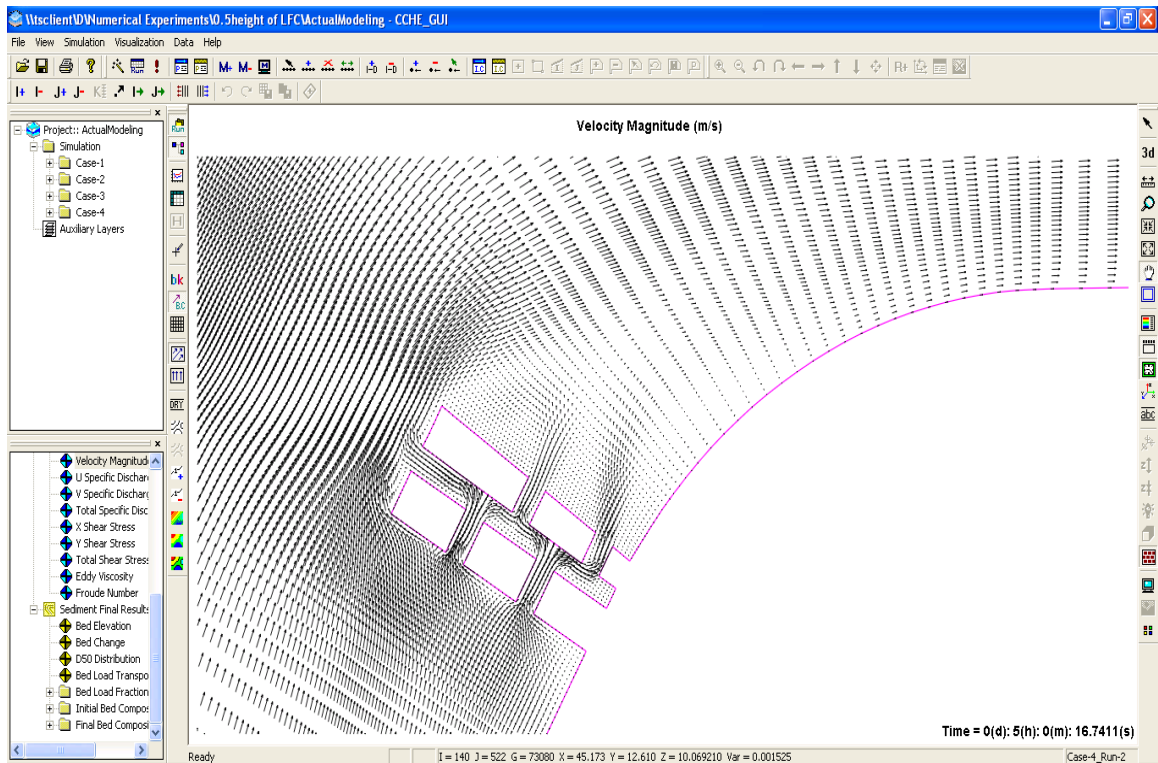 \\tsclient\D\Numerical Experiments\0.5height of LFC\ActualModeling - CCHE_GUI
File View Simulation Visualization Data Help
Run M+ M- M I-D I-D I.C I.C R+
I+ I- J+ J- K I+ J+
Project:: ActualModeling
Simulation
Case-1
Case-2
Case-3
Case-4
Auxiliary Layers
Velocity Magnitude
U Specific Dischar
V Specific Discharg
Total Specific Disc
X Shear Stress
Y Shear Stress
Total Shear Stress
Eddy Viscosity
Froude Number
Sediment Final Results
Bed Elevation
Bed Change
D50 Distribution
Bed Load Transpo
Bed Load Fraction
Initial Bed Compos
Final Bed Composi
Run
H
bk
BC
DRY
Velocity Magnitude (m/s)
Time = 0(d): 5(h): 0(m): 16.7411(s)
3d
abc
Ready
I = 140 J = 522 G = 73080 X = 45.173 Y = 12.610 Z = 10.069210 Var = 0.001525
Case-4_Run-2